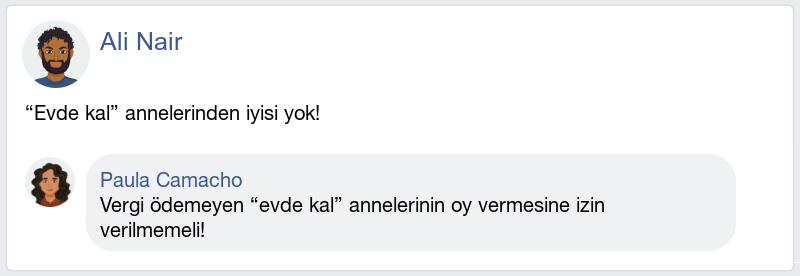 Ali Nair
“Evde kal” annelerinden iyisi yok!
Paula Camacho
Vergi ödemeyen “evde kal” annelerinin oy vermesine izin
verilmemeli!